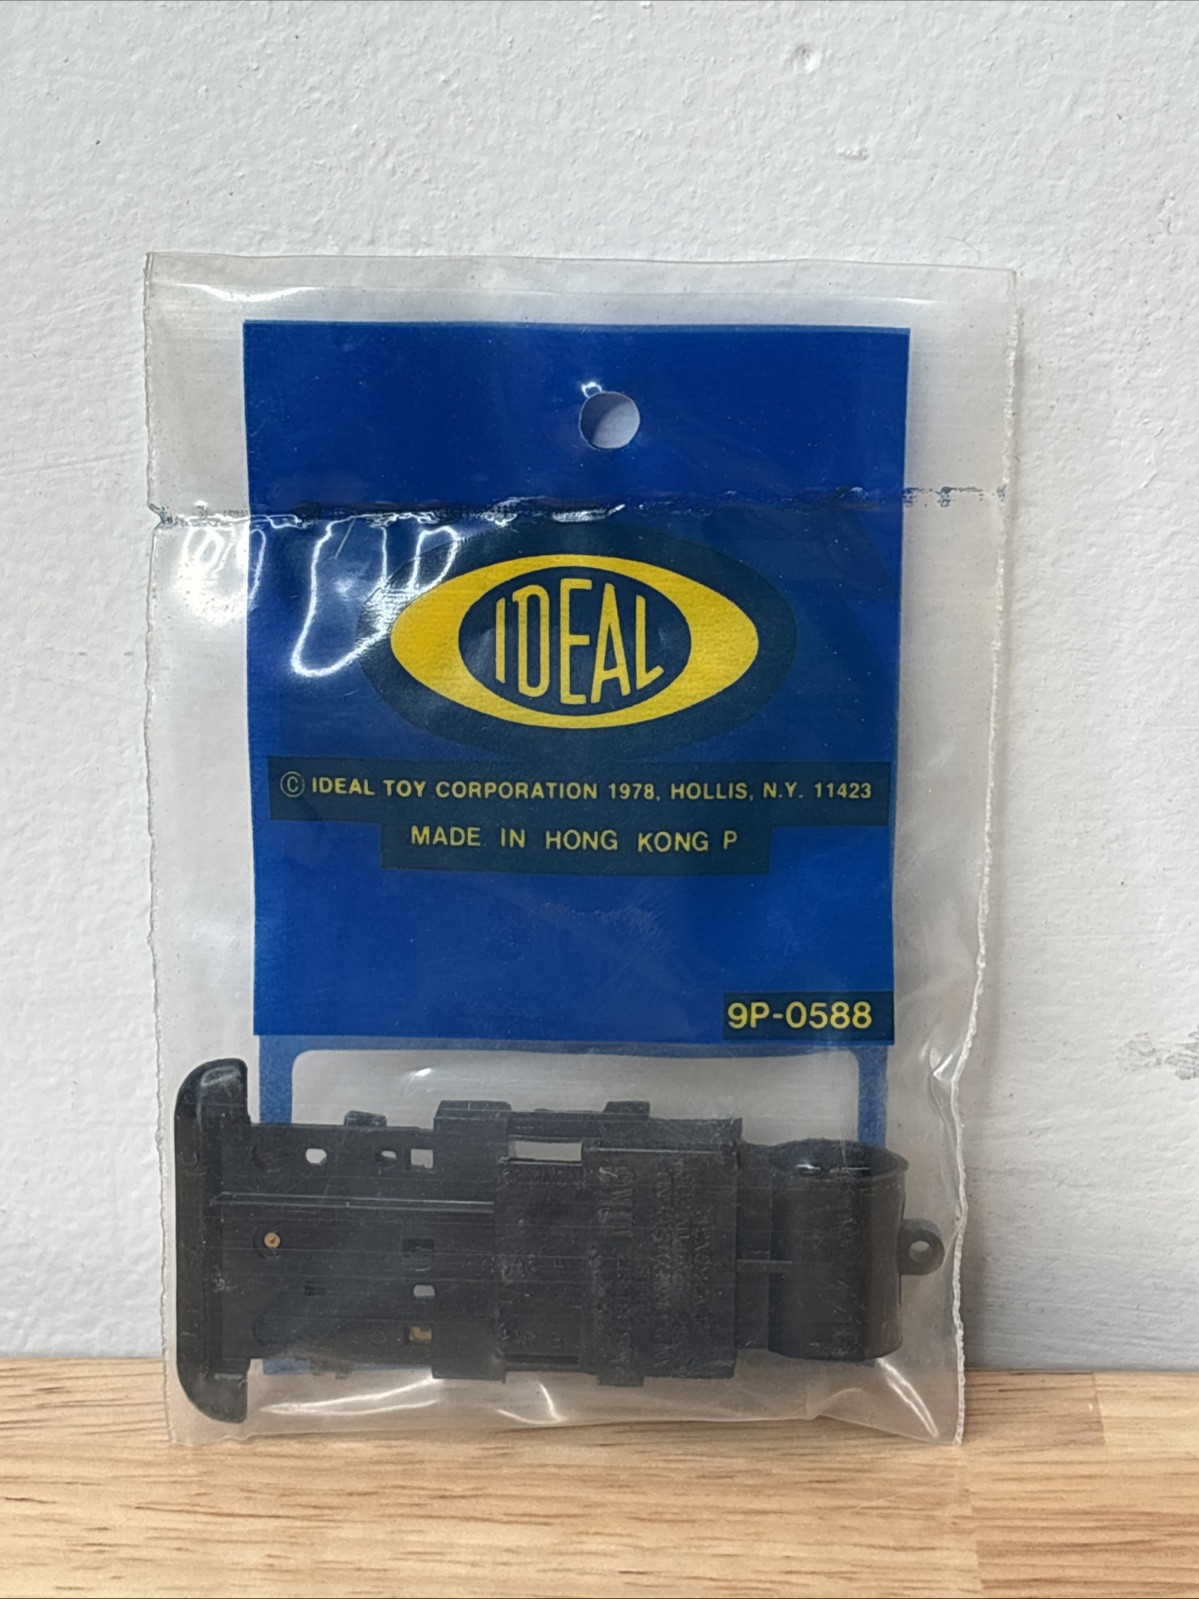 IDEAL
© IDEAL TOY CORPORATION 1978, HOLLIS, N.Y. 11423
MADE IN HONG KONG P
9P-0588